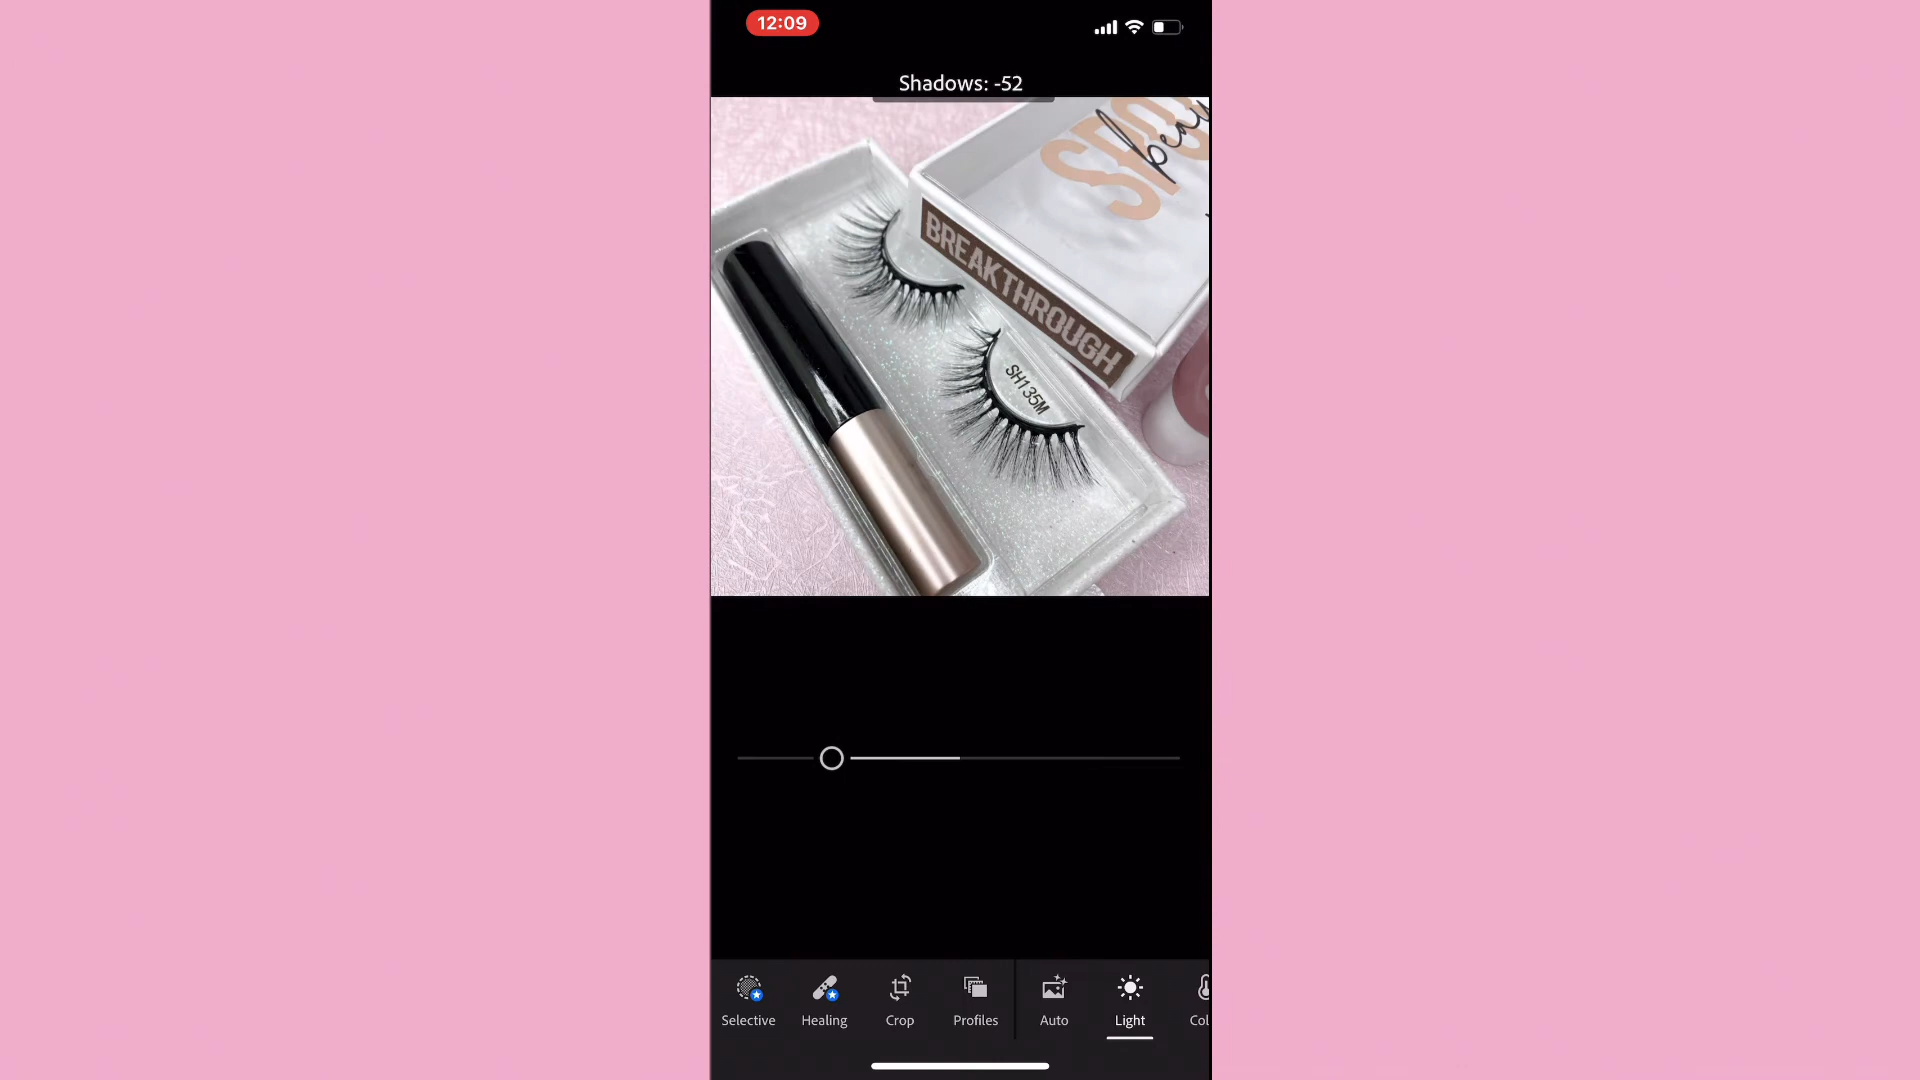 12:09
Shadows: -52
BREAKTHROUGH
SH135M
Selective
Healing
Crop
Profiles
Auto
Light
Col